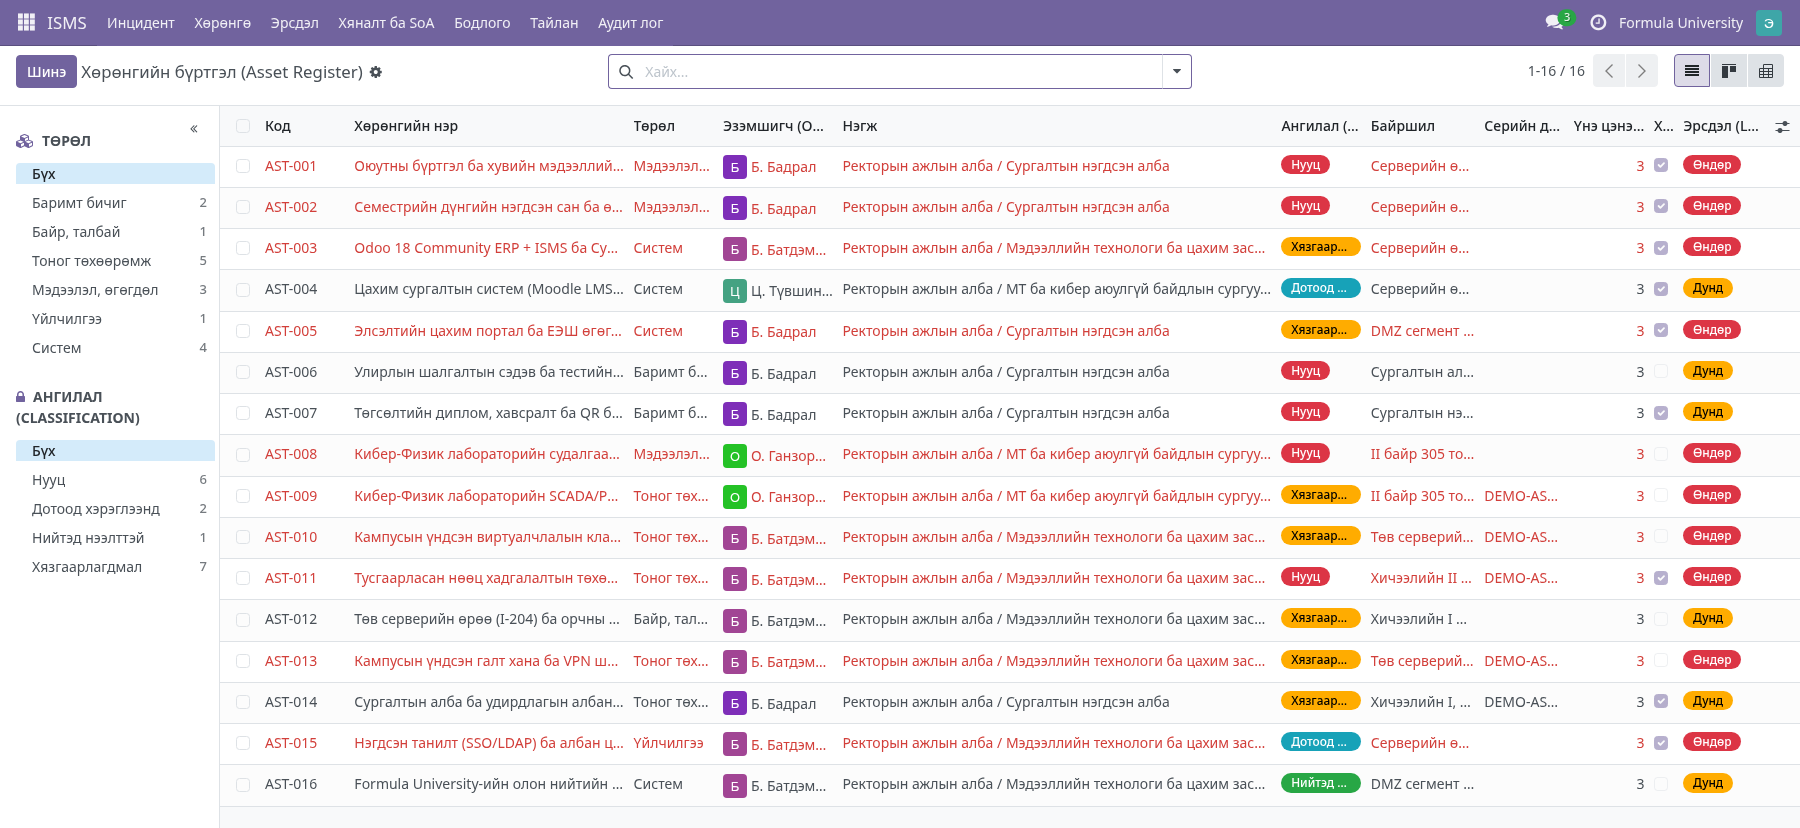 ISMS Инцидент Хөрөнгө Эрсдэл Хяналт ба SoA Бодлого Тайлан Аудит лог 3 Formula University Э
Шинэ Хөрөнгийн бүртгэл (Asset Register) Хайх... 1-16 / 16
ТӨРӨЛ
Бүх
Баримт бичиг 2
Байр, талбай 1
Тоног төхөөрөмж 5
Мэдээлэл, өгөгдөл 3
Үйлчилгээ 1
Систем 4
АНГИЛАЛ
(CLASSIFICATION)
Бүх
Нууц 6
Дотоод хэрэглээнд 2
Нийтэд нээлттэй 1
Хязгаарлагдмал 7
Код Хөрөнгийн нэр Төрөл Эзэмшигч (О... Нэгж Ангилал (... Байршил Серийн д... Үнэ цэнэ... Х... Эрсдэл (L...
AST-001 Оюутны бүртгэл ба хувийн мэдээллий... Мэдээлэл... Б Б. Бадрал Ректорын ажлын алба / Сургалтын нэгдсэн алба Нууц Серверийн ө... 3 Өндөр
AST-002 Семестрийн дүнгийн нэгдсэн сан ба ө... Мэдээлэл... Б Б. Бадрал Ректорын ажлын алба / Сургалтын нэгдсэн алба Нууц Серверийн ө... 3 Өндөр
AST-003 Odoo 18 Community ERP + ISMS ба Су... Систем Б Б. Батдэм... Ректорын ажлын алба / Мэдээллийн технологи ба цахим зас... Хязгаар... Серверийн ө... 3 Өндөр
AST-004 Цахим сургалтын систем (Moodle LMS... Систем Ц Ц. Түвшин... Ректорын ажлын алба / МТ ба кибер аюулгүй байдлын сургуу... Дотоод ... Серверийн ө... 3 Дунд
AST-005 Элсэлтийн цахим портал ба ЕЭШ өгөг... Систем Б Б. Бадрал Ректорын ажлын алба / Сургалтын нэгдсэн алба Хязгаар... DMZ сегмент ... 3 Өндөр
AST-006 Улирлын шалгалтын сэдэв ба тестийн... Баримт б... Б Б. Бадрал Ректорын ажлын алба / Сургалтын нэгдсэн алба Нууц Сургалтын ал... 3 Дунд
AST-007 Төгсөлтийн диплом, хавсралт ба QR б... Баримт б... Б Б. Бадрал Ректорын ажлын алба / Сургалтын нэгдсэн алба Нууц Сургалтын нэ... 3 Дунд
AST-008 Кибер-Физик лабораторийн судалгаа... Мэдээлэл... О О. Ганзор... Ректорын ажлын алба / МТ ба кибер аюулгүй байдлын сургуу... Нууц II байр 305 то... 3 Өндөр
AST-009 Кибер-Физик лабораторийн SCADA/P... Тоног төх... О О. Ганзор... Ректорын ажлын алба / МТ ба кибер аюулгүй байдлын сургуу... Хязгаар... II байр 305 то... DEMO-AS... 3 Өндөр
AST-010 Кампусын үндсэн виртуалчлалын кла... Тоног төх... Б Б. Батдэм... Ректорын ажлын алба / Мэдээллийн технологи ба цахим зас... Хязгаар... Төв серверий... DEMO-AS... 3 Өндөр
AST-011 Тусгаарласан нөөц хадгалалтын төхө... Тоног төх... Б Б. Батдэм... Ректорын ажлын алба / Мэдээллийн технологи ба цахим зас... Нууц Хичээлийн II ... DEMO-AS... 3 Өндөр
AST-012 Төв серверийн өрөө (I-204) ба орчны ... Байр, тал... Б Б. Батдэм... Ректорын ажлын алба / Мэдээллийн технологи ба цахим зас... Хязгаар... Хичээлийн I ... 3 Дунд
AST-013 Кампусын үндсэн галт хана ба VPN ш... Тоног төх... Б Б. Батдэм... Ректорын ажлын алба / Мэдээллийн технологи ба цахим зас... Хязгаар... Төв серверий... DEMO-AS... 3 Өндөр
AST-014 Сургалтын алба ба удирдлагын албан... Тоног төх... Б Б. Бадрал Ректорын ажлын алба / Сургалтын нэгдсэн алба Хязгаар... Хичээлийн I, ... DEMO-AS... 3 Дунд
AST-015 Нэгдсэн танилт (SSO/LDAP) ба албан ц... Үйлчилгээ Б Б. Батдэм... Ректорын ажлын алба / Мэдээллийн технологи ба цахим зас... Дотоод ... Серверийн ө... 3 Өндөр
AST-016 Formula University-ийн олон нийтийн ... Систем Б Б. Батдэм... Ректорын ажлын алба / Мэдээллийн технологи ба цахим зас... Нийтэд ... DMZ сегмент ... 3 Дунд